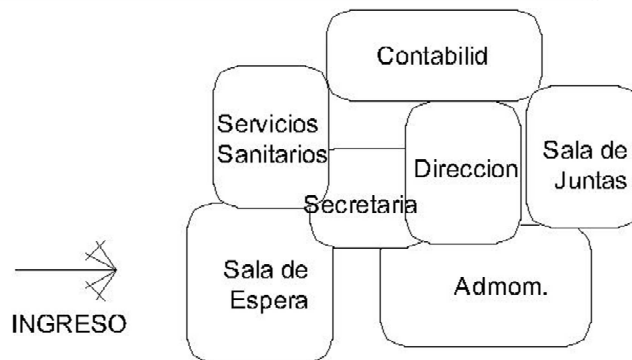 Contabilid
Servicios
Sanitarios
Direccion
Sala de
Juntas
Secretaria
Sala de
Espera
Admom.
INGRESO